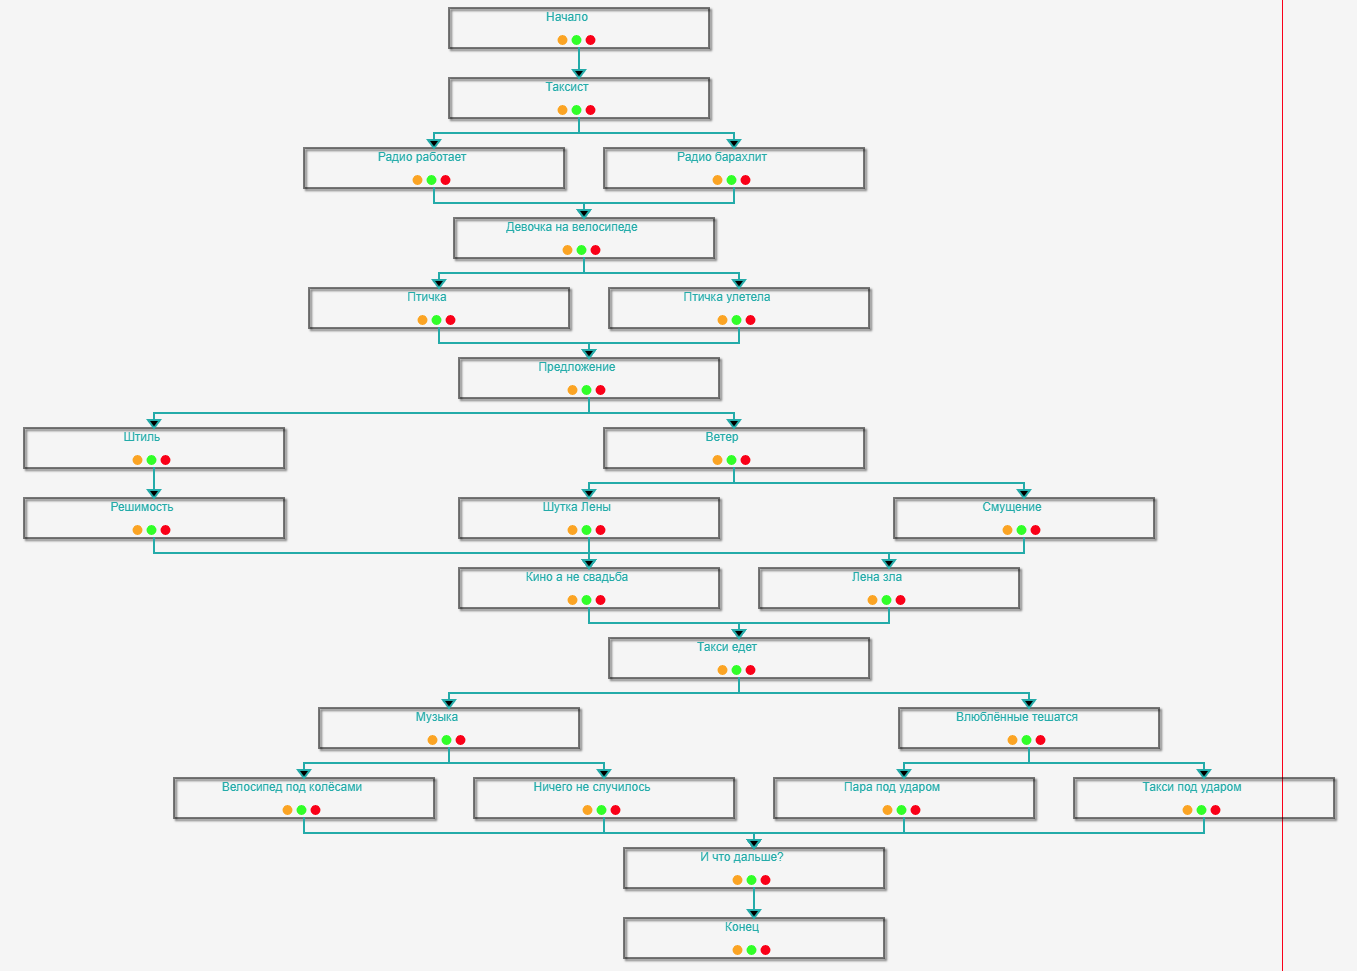 Начало
Таксист
Радио работает
Радио барахлит
Девочка на велосипеде
Птичка
Птичка улетела
Предложение
Штиль
Ветер
Решимость
Шутка Лены
Смущение
Кино а не свадьба
Лена зла
Такси едет
Музыка
Влюблённые тешатся
Велосипед под колёсами
Ничего не случилось
Пара под ударом
Такси под ударом
И что дальше?
Конец